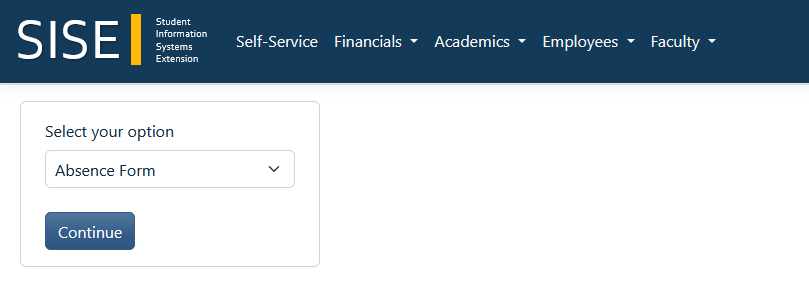 SISE
Student
Information
Systems
Extension
Self-Service Financials Academics Employees Faculty
Select your option
Absence Form
Continue